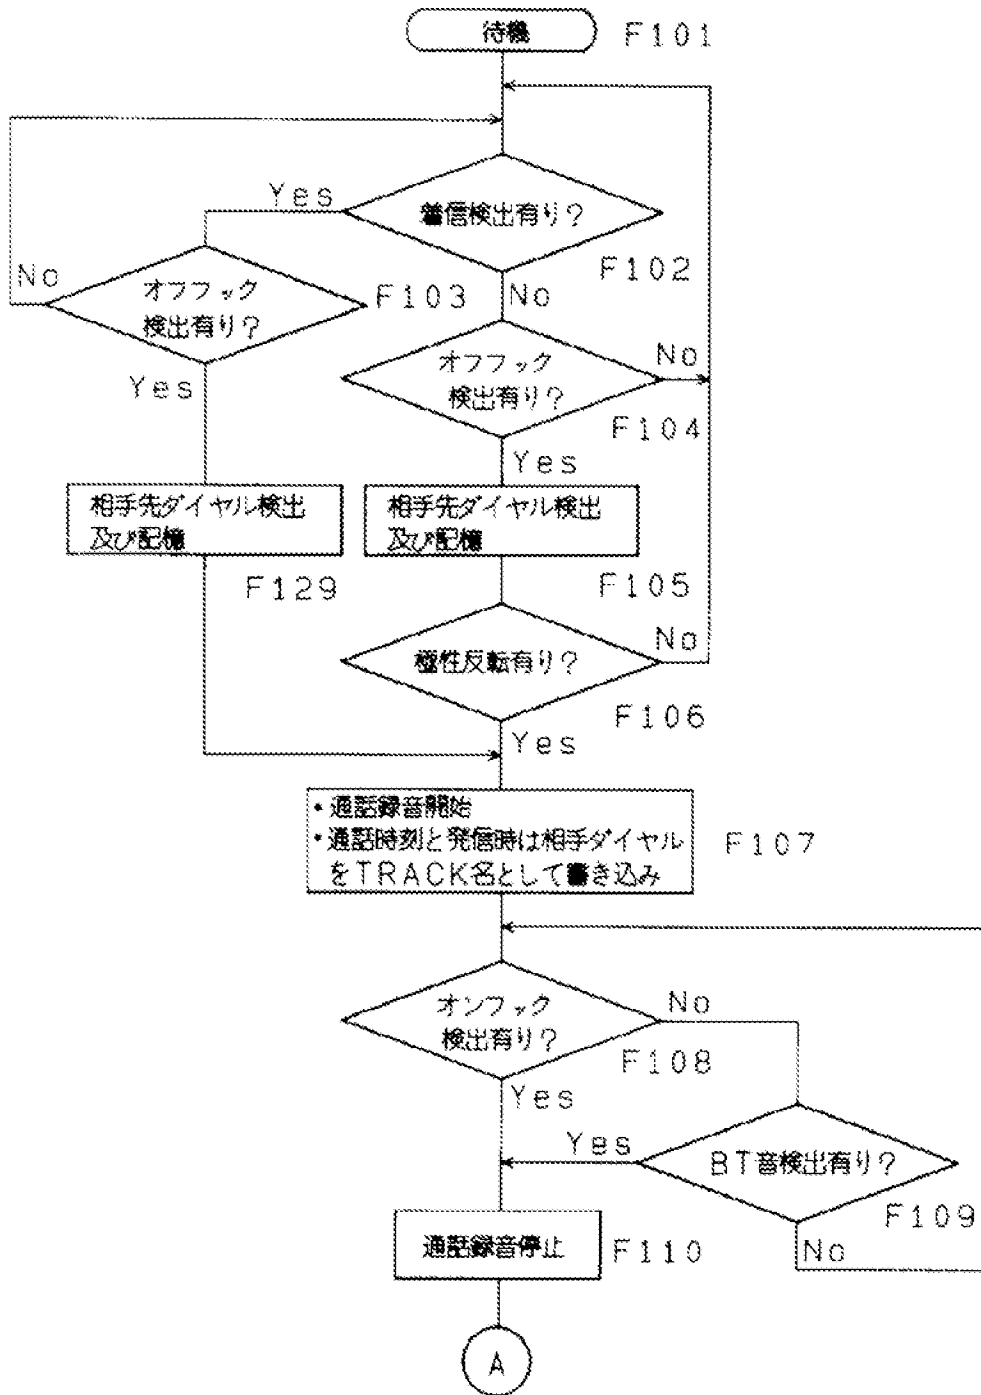 待機
F101
着信検出有り?
Yes
F102
No
オフフック
検出有り?
F103
No
Yes
オフフック
検出有り?
No
F104
Yes
相手先ダイヤル検出
及び記憶
F129
相手先ダイヤル検出
及び記憶
F105
極性反転有り?
No
F106
Yes
・通話録音開始
・通話時刻と発信時は相手ダイヤル
をTRACK名として書き込み
F107
オンフック
検出有り?
No
F108
Yes
BT音検出有り?
Yes
F109
No
通話録音停止
F110
A